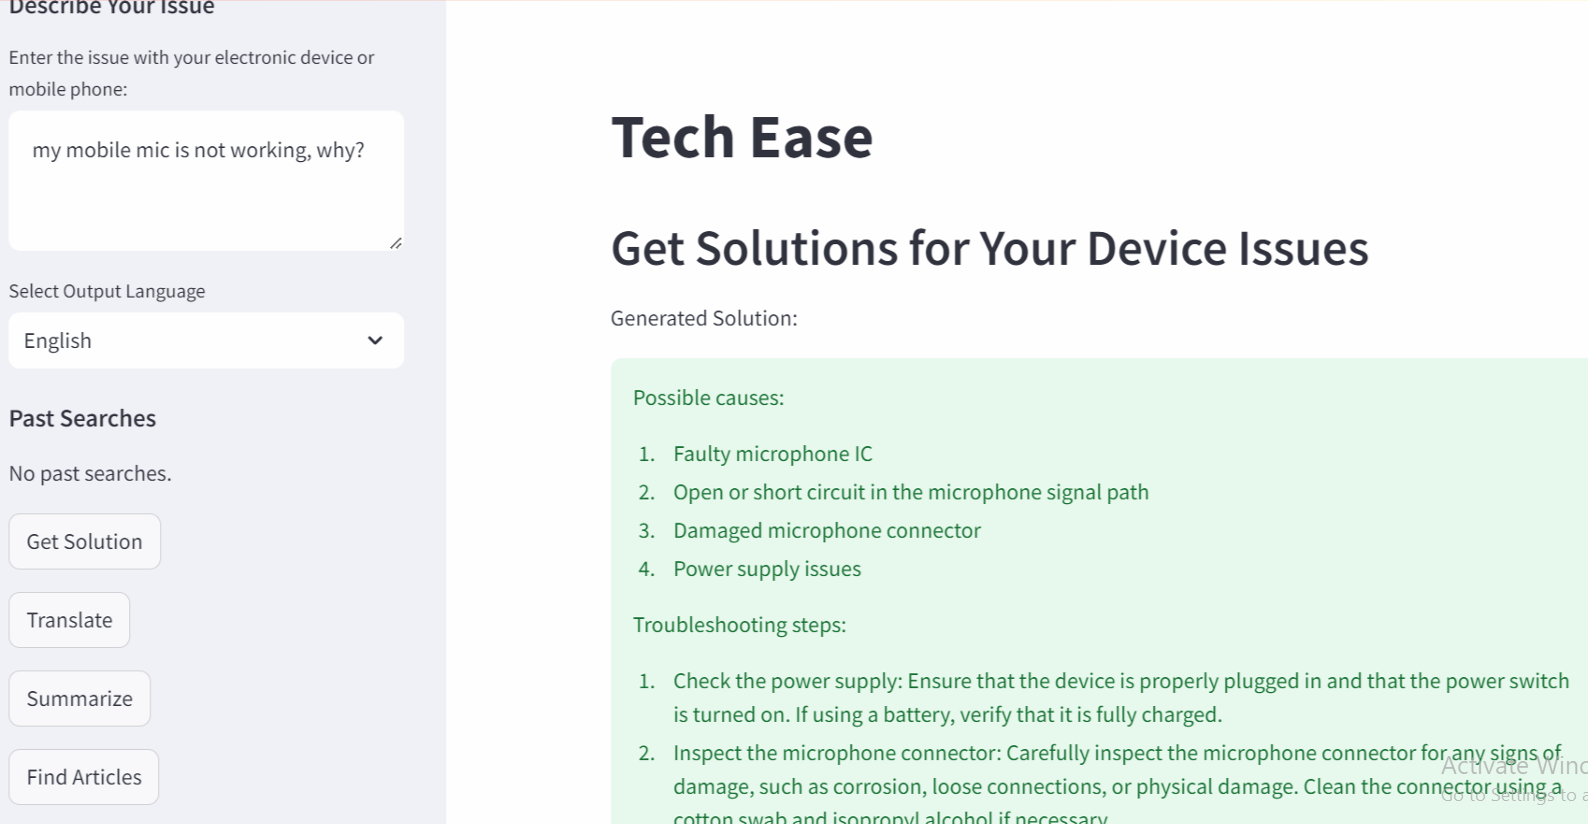 Describe Your Issue
Enter the issue with your electronic device or
mobile phone:
my mobile mic is not working, why?
Select Output Language
English
Past Searches
No past searches.
Get Solution
Translate
Summarize
Find Articles
Tech Ease
Get Solutions for Your Device Issues
Generated Solution:
Possible causes:
1. Faulty microphone IC
2. Open or short circuit in the microphone signal path
3. Damaged microphone connector
4. Power supply issues
Troubleshooting steps:
1. Check the power supply: Ensure that the device is properly plugged in and that the power switch
is turned on. If using a battery, verify that it is fully charged.
2. Inspect the microphone connector: Carefully inspect the microphone connector for any signs of
damage, such as corrosion, loose connections, or physical damage. Clean the connector using a
cotton swab and isopropyl alcohol if necessary.
Activate Wind
Go to Settings to a